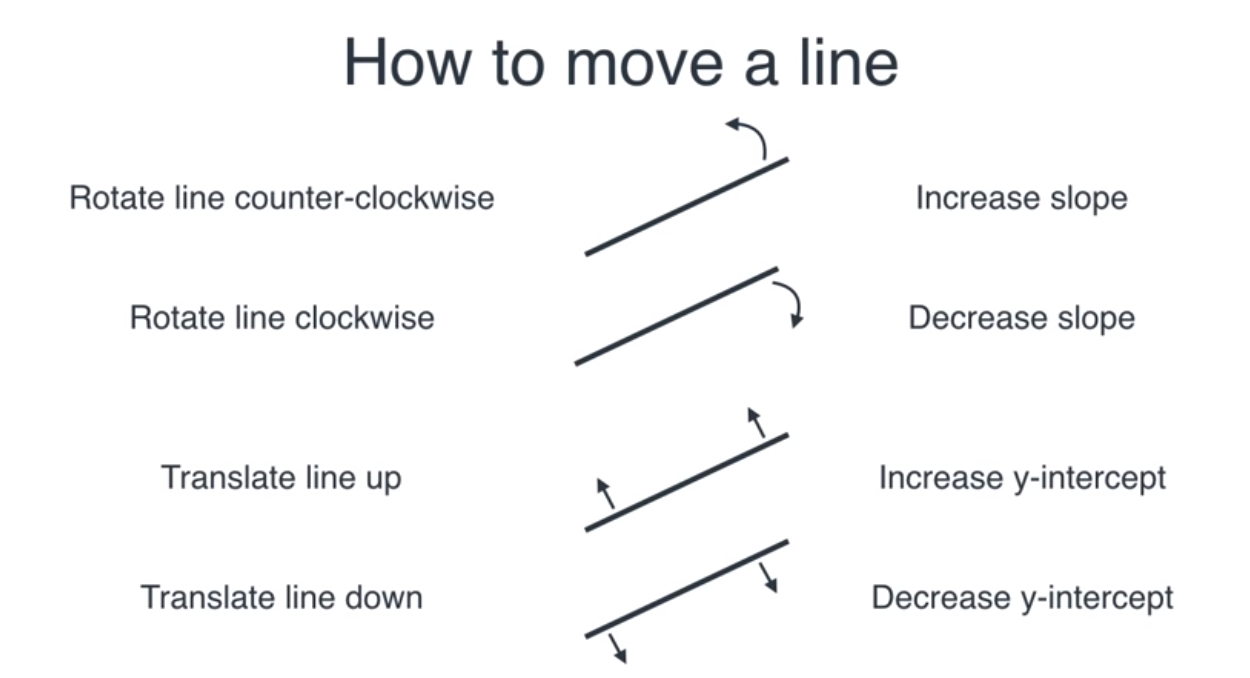 How to move a line
Rotate line counter-clockwise
Increase slope
Rotate line clockwise
Decrease slope
Translate line up
Increase y-intercept
Translate line down
Decrease y-intercept